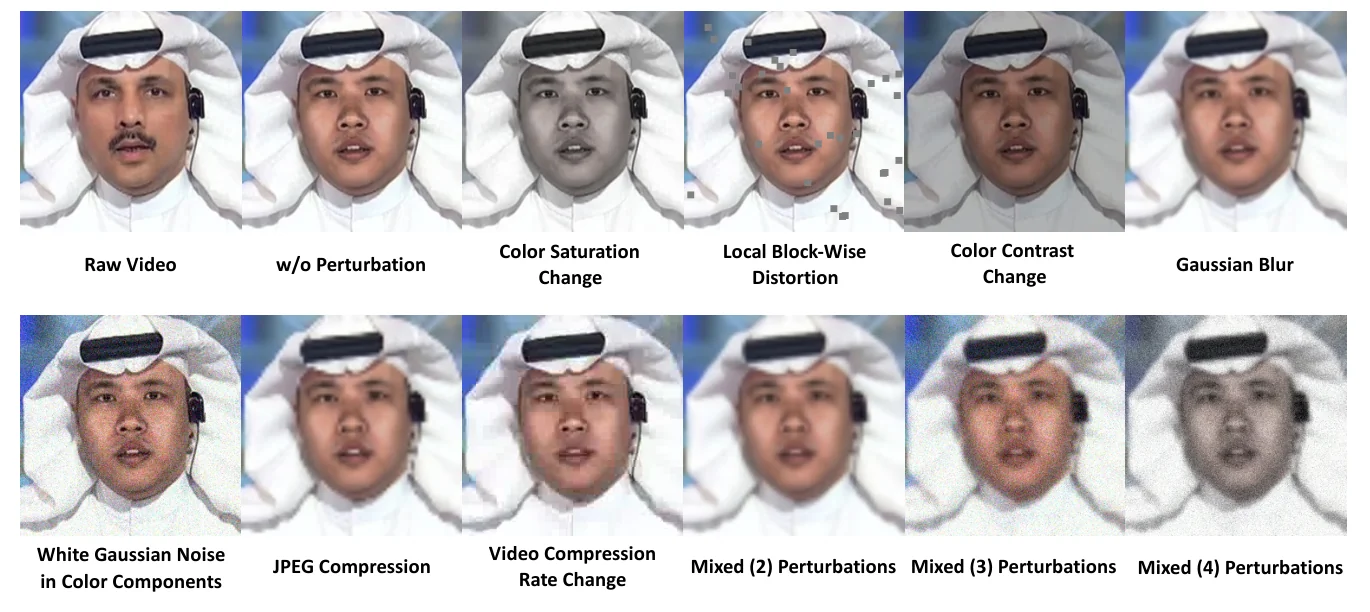 Raw Video
w/o Perturbation
Color Saturation
Change
Local Block-Wise
Distortion
Color Contrast
Change
Gaussian Blur
White Gaussian Noise
in Color Components
JPEG Compression
Video Compression
Rate Change
Mixed (2) Perturbations
Mixed (3) Perturbations
Mixed (4) Perturbations